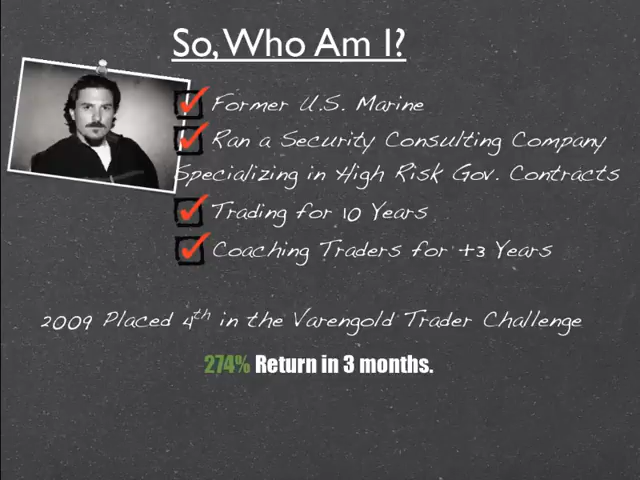 So, Who Am I?
Former U.S. Marine
Ran a Security Consulting Company
Specializing in High Risk Gov. Contracts
Trading for 10 Years
Coaching Traders for +3 Years
2009 Placed 4th in the Varengold Trader Challenge
274% Return in 3 months.